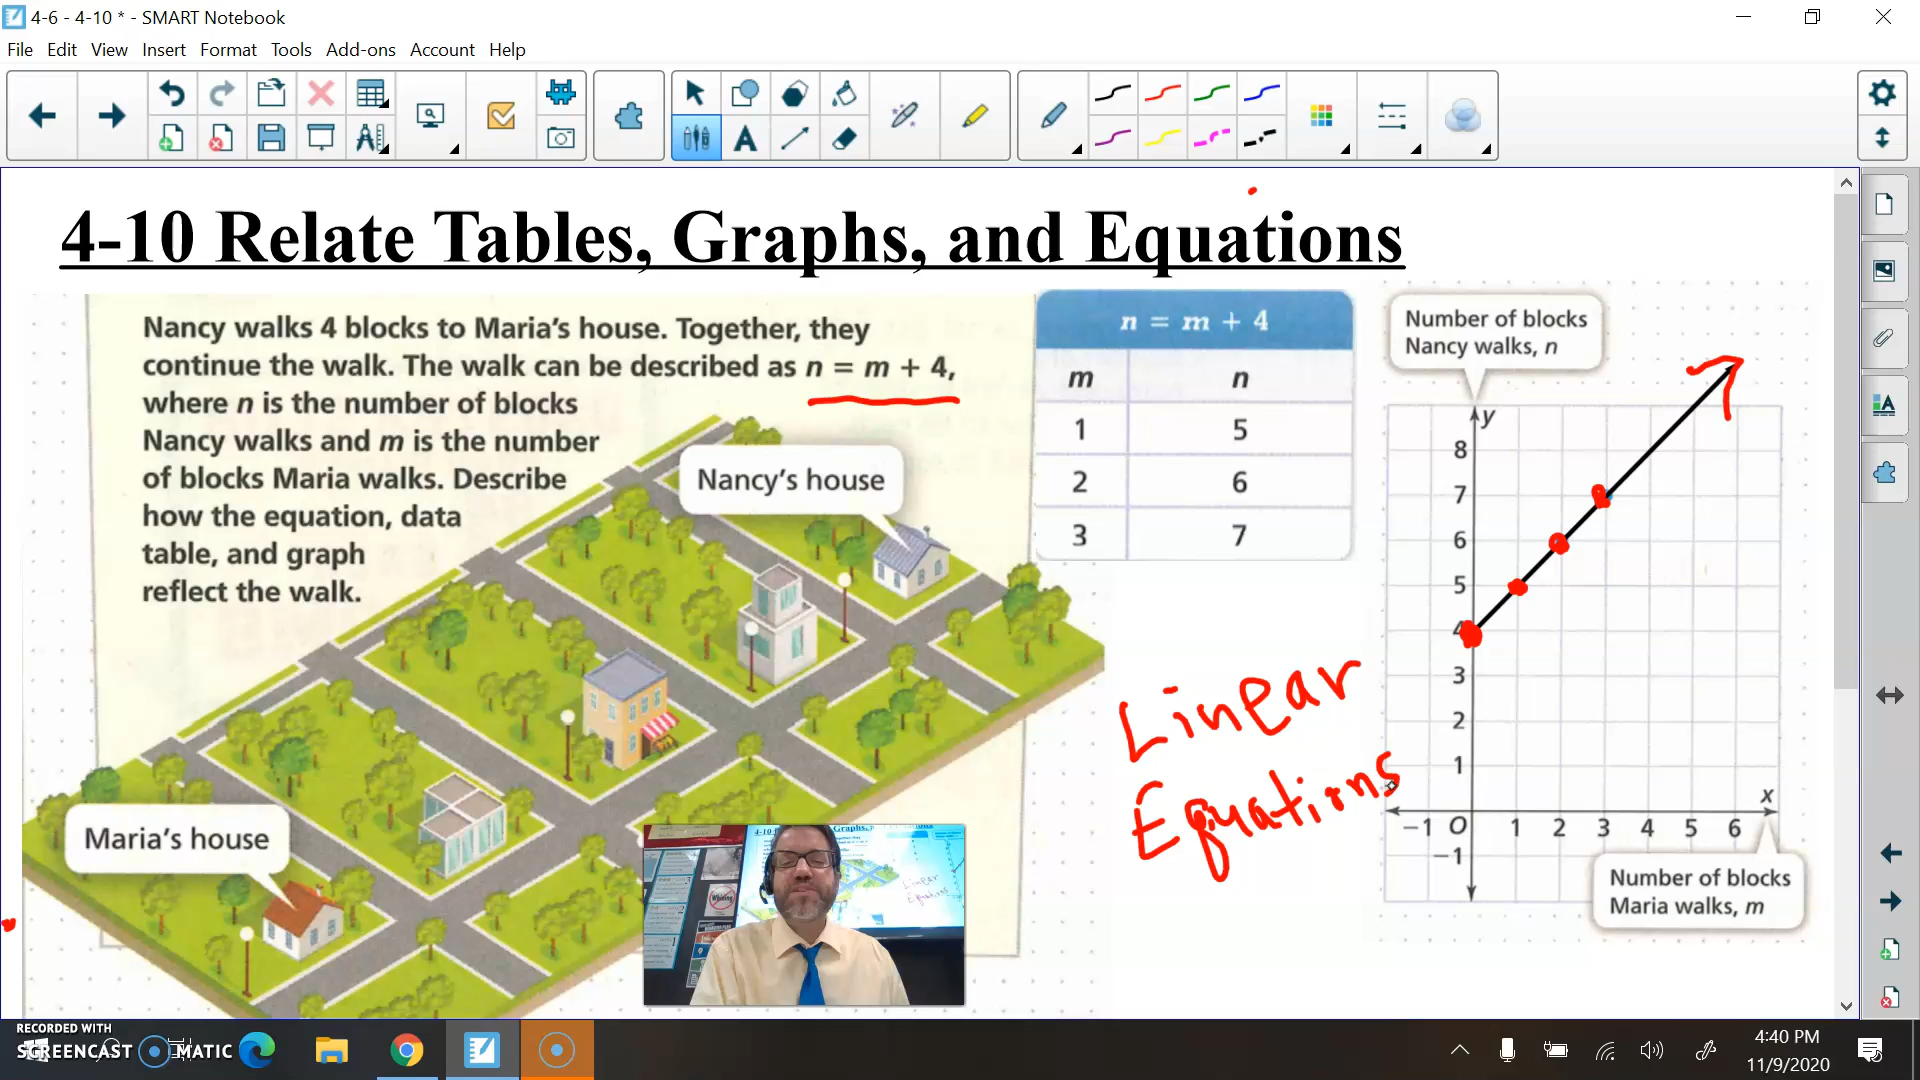 4-6 - 4-10 * - SMART Notebook
File Edit View Insert Format Tools Add-ons Account Help
4-10 Relate Tables, Graphs, and Equations
Nancy walks 4 blocks to Maria's house. Together, they
continue the walk. The walk can be described as n = m + 4,
where n is the number of blocks
Nancy walks and m is the number
of blocks Maria walks. Describe
how the equation, data
table, and graph
reflect the walk.
Nancy's house
Maria's house
n = m + 4
m n
1 5
2 6
3 7
Linear
Equations
Number of blocks
Nancy walks, n
y
8
7
6
5
4
3
2
1
x
-1 O 1 2 3 4 5 6
-1
Number of blocks
Maria walks, m
RECORDED WITH
SCREENCAST MATIC
4:40 PM
11/9/2020